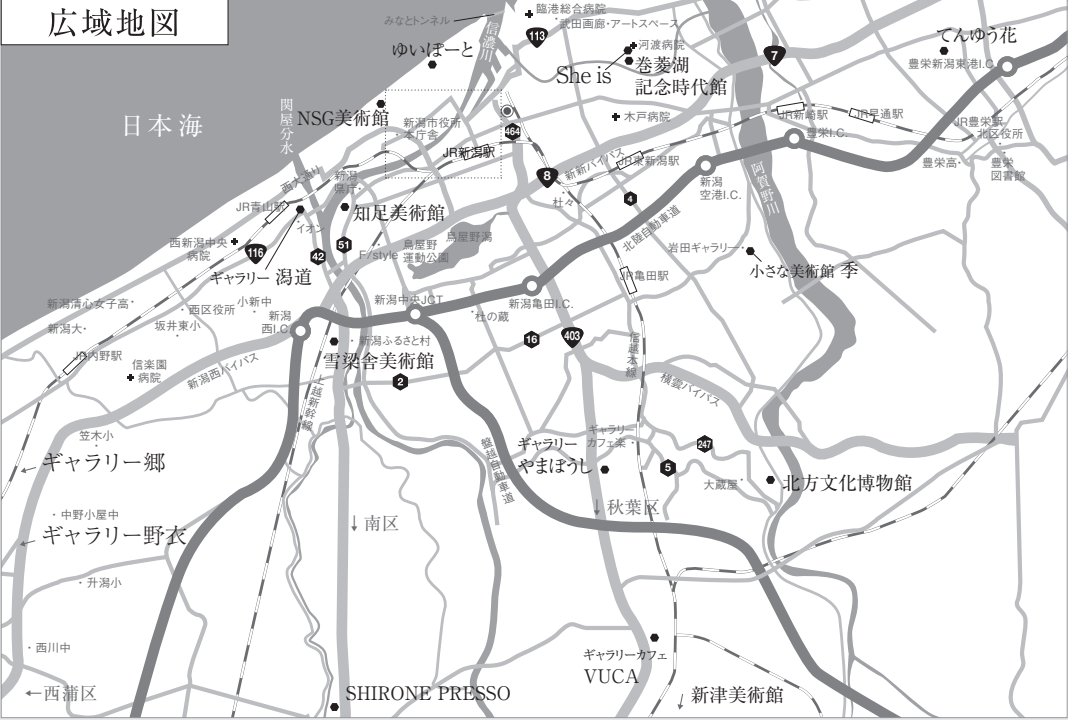 広域地図
みなとトンネル
信濃川
臨港総合病院
武田画廊・アートスペース
113
ゆいぽーと
河渡病院
She is
巻菱湖
記念時代館
7
てんゆう花
豊栄新潟東港I.C.
日本海
関屋分水
NSG美術館
新潟市役所
本庁舎
464
JR新潟駅
木戸病院
JR新崎駅
JR早通駅
豊栄I.C.
JR豊栄駅
北区役所
豊栄高
豊栄
図書館
新新バイパス
JR東新潟駅
8
杜々
4
新潟
空港I.C.
阿賀野川
西大通り
新潟
県庁
JR青山駅
イオン
知足美術館
西新潟中央
病院
116
42
51
F/style
鳥屋野
運動公園
鳥屋野潟
北陸自動車道
岩田ギャラリー
小さな美術館 季
ギャラリー 潟道
JR亀田駅
新潟清心女子高
新潟大
西区役所
小新中
坂井東小
新潟
西I.C.
新潟中央JCT
新潟亀田I.C.
杜の蔵
新潟ふるさと村
16
403
信越本線
JR内野駅
信楽園
病院
新潟西バイパス
雪梁舎美術館
2
上越新幹線
横雲バイパス
笠木小
ギャラリー郷
磐越自動車道
ギャラリー
やまぼうし
ギャラリー
カフェ楽
247
5
大蔵屋
北方文化博物館
中野小屋中
ギャラリー野衣
↓南区
↓秋葉区
升潟小
西川中
←西蒲区
SHIRONE PRESSO
ギャラリーカフェ
VUCA
↓新津美術館